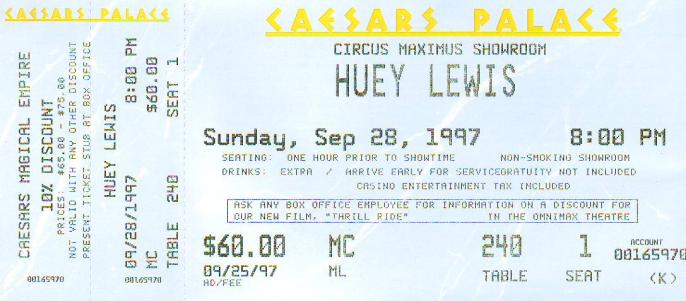 CAESARS PALACE
CAESARS MAGICAL EMPIRE
10% DISCOUNT
PRICES: $65.00 - $75.00
NOT VALID WITH ANY OTHER DISCOUNT
PRESENT TICKET STUB AT BOX OFFICE
00165970
HUEY LEWIS
09/28/1997 8:00 PM
MC $60.00
TABLE 240 SEAT 1
00165970
CAESARS PALACE
CIRCUS MAXIMUS SHOWROOM
HUEY LEWIS
Sunday, Sep 28, 1997 8:00 PM
SEATING: ONE HOUR PRIOR TO SHOWTIME NON-SMOKING SHOWROOM
DRINKS: EXTRA / ARRIVE EARLY FOR SERVICEGRATUITY NOT INCLUDED
CASINO ENTERTAINMENT TAX INCLUDED
ASK ANY BOX OFFICE EMPLOYEE FOR INFORMATION ON A DISCOUNT FOR
OUR NEW FILM, "THRILL RIDE" IN THE OMNIMAX THEATRE
$60.00 MC 240 1 ACCOUNT
00165970
09/25/97 ML TABLE SEAT (K)
AD/FEE